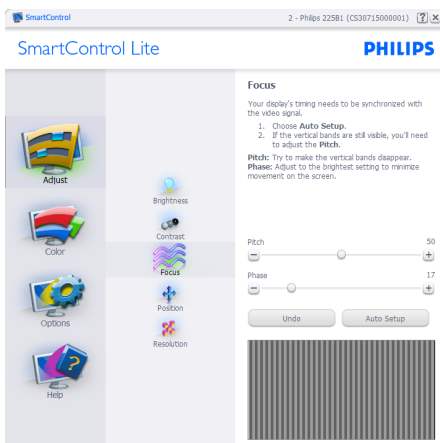 SmartControl
2 - Philips 225B1 (CS30715000001)
SmartControl Lite
PHILIPS
Adjust
Color
Options
Help
Brightness
Contrast
Focus
Position
Resolution
Focus
Your display's timing needs to be synchronized with
the video signal.
1. Choose Auto Setup.
2. If the vertical bands are still visible, you'll need
to adjust the Pitch.
Pitch: Try to make the vertical bands disappear.
Phase: Adjust to the brightest setting to minimize
movement on the screen.
Pitch 50
Phase 17
Undo
Auto Setup